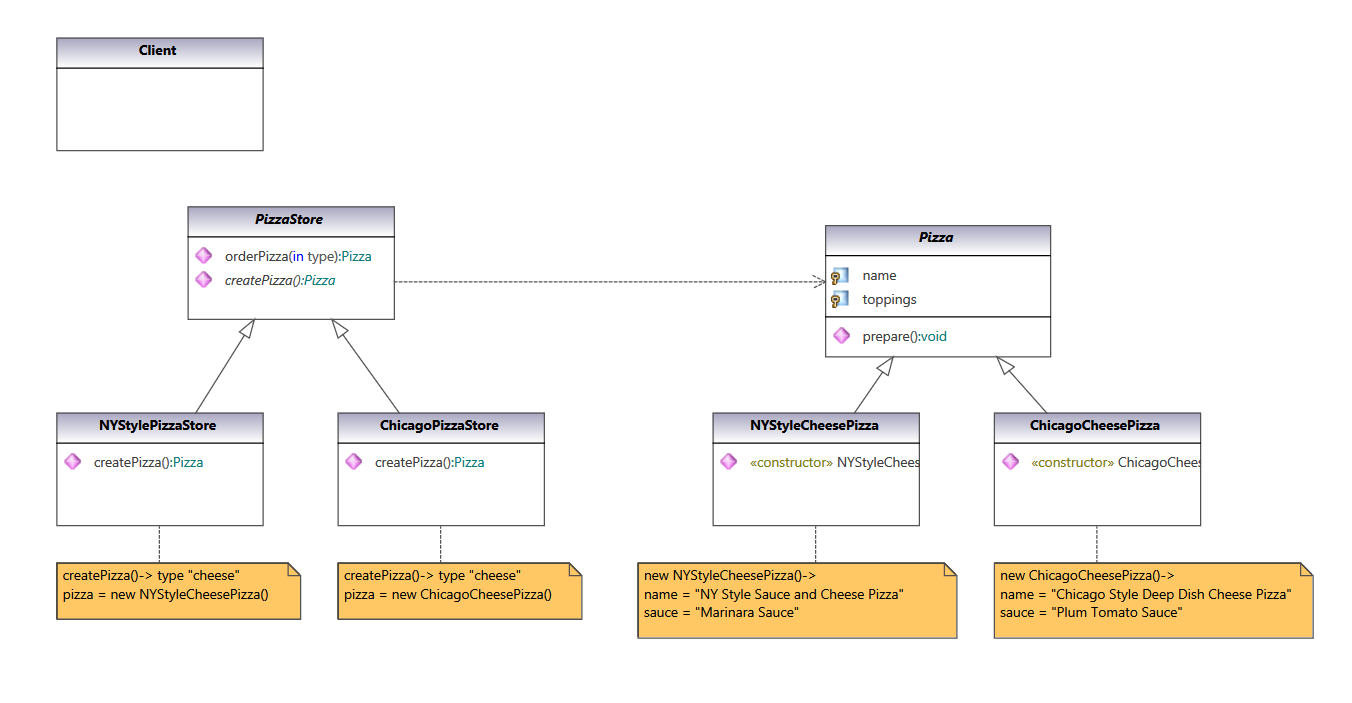 Client
PizzaStore
orderPizza(in type):Pizza
createPizza():Pizza
Pizza
name
toppings
prepare():void
NYStylePizzaStore
createPizza():Pizza
ChicagoPizzaStore
createPizza():Pizza
NYStyleCheesePizza
«constructor» NYStyleChees
ChicagoCheesePizza
«constructor» ChicagoChees
createPizza()-> type "cheese"
pizza = new NYStyleCheesePizza()
createPizza()-> type "cheese"
pizza = new ChicagoCheesePizza()
new NYStyleCheesePizza()->
name = "NY Style Sauce and Cheese Pizza"
sauce = "Marinara Sauce"
new ChicagoCheesePizza()->
name = "Chicago Style Deep Dish Cheese Pizza"
sauce = "Plum Tomato Sauce"